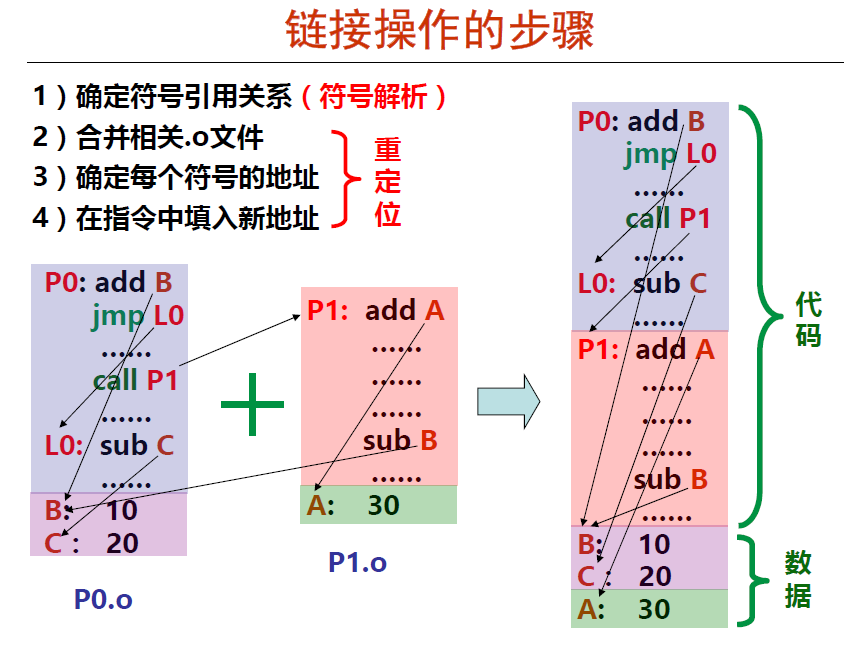 链接操作的步骤
1）确定符号引用关系（符号解析）
2）合并相关.o文件
3）确定每个符号的地址
4）在指令中填入新地址
重定位
P0: add B
jmp L0
……
call P1
……
L0: sub C
……
B: 10
C： 20
P0.o
P1: add A
……
……
……
sub B
……
A: 30
P1.o
P0: add B
jmp L0
……
call P1
……
L0: sub C
……
P1: add A
……
……
……
sub B
……
B: 10
C： 20
A: 30
代码
数据